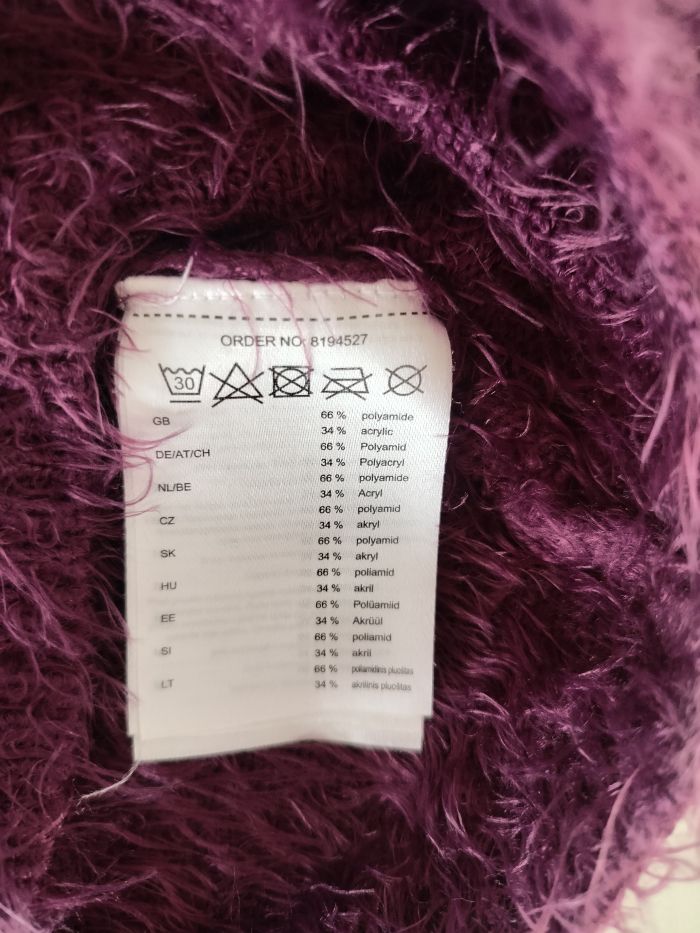 ORDER NO: 8194527
30
GB 66 % polyamide
34 % acrylic
DE/AT/CH 66 % Polyamid
34 % Polyacryl
NL/BE 66 % polyamide
34 % Acryl
CZ 66 % polyamid
34 % akryl
SK 66 % polyamid
34 % akryl
HU 66 % poliamid
34 % akril
EE 66 % Polüamiid
34 % Akrüül
SI 66 % poliamid
34 % akril
LT 66 % poliamidinis pluoštas
34 % akrilinis pluoštas